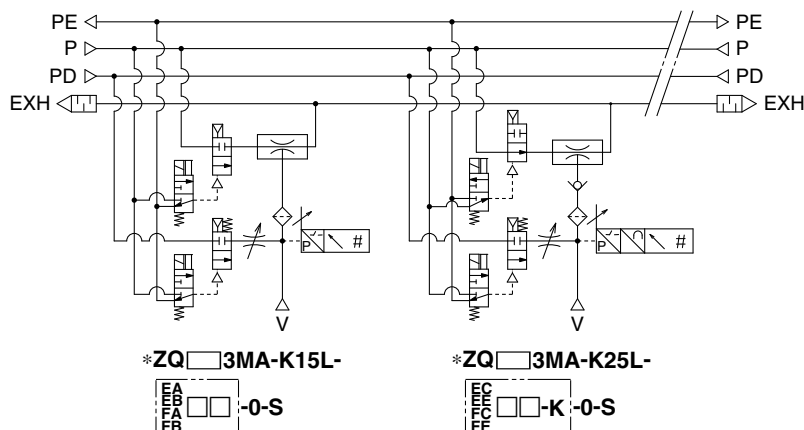 PE
PE
P
P
PD
PD
EXH
EXH
P
#
P
#
V
V
*ZQ□3MA-K15L-
*ZQ□3MA-K25L-
EA
EB
FA
□□
-0-S
EC
EE
FC
□□-K
-0-S